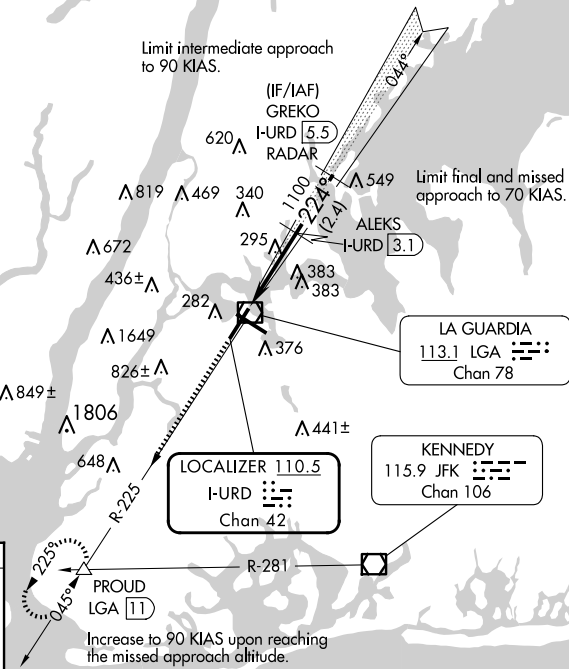 Limit intermediate approach
to 90 KIAS.
044°
(IF/IAF)
GREKO
I-URD 5.5
RADAR
620
549
1100
224°
(2.4)
Limit final and missed
approach to 70 KIAS.
819
469
340
ALEKS
I-URD 3.1
672
295
436±
383
383
282
LA GUARDIA
113.1 LGA
Chan 78
1649
826±
376
849±
1806
441±
648
LOCALIZER 110.5
I-URD
Chan 42
KENNEDY
115.9 JFK
Chan 106
R-225
225°
045°
R-281
PROUD
LGA 11
Increase to 90 KIAS upon reaching
the missed approach altitude.